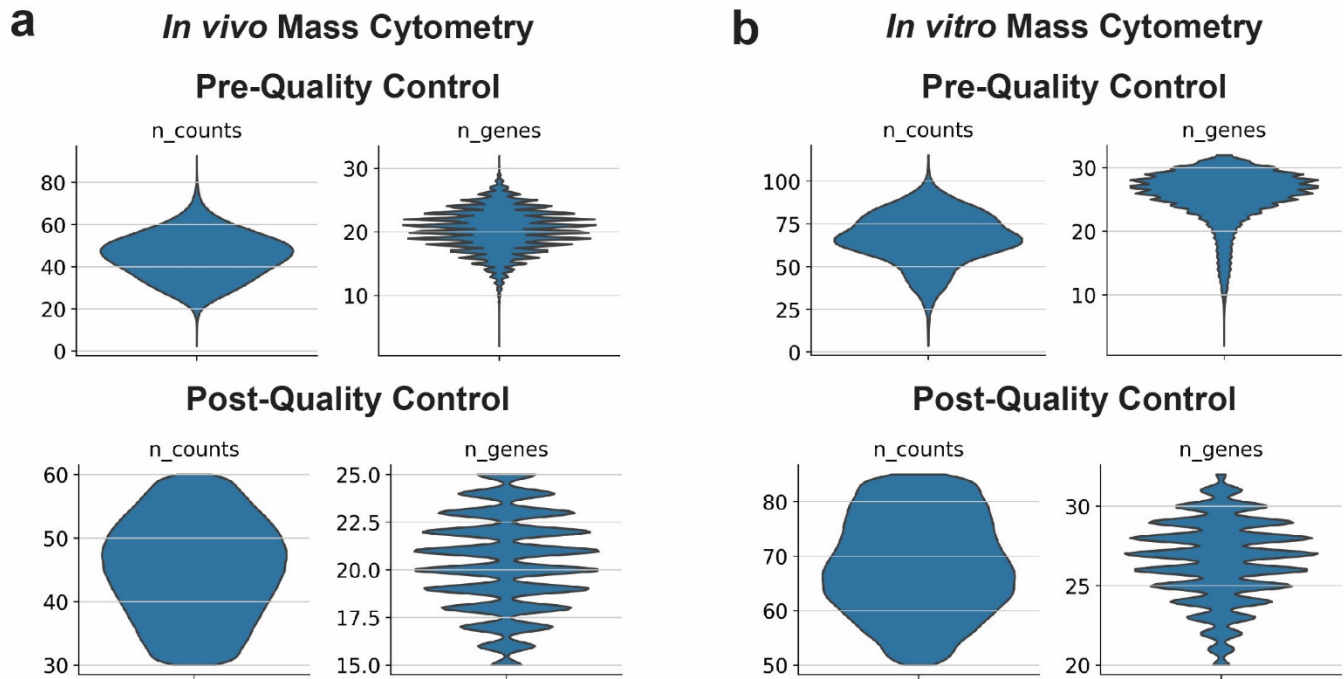 a
In vivo Mass Cytometry
Pre-Quality Control
n_counts
n_genes
80
60
40
20
0
30
20
10
Post-Quality Control
n_counts
n_genes
60
50
40
30
25.0
22.5
20.0
17.5
15.0
b
In vitro Mass Cytometry
Pre-Quality Control
n_counts
n_genes
100
75
50
25
0
30
20
10
Post-Quality Control
n_counts
n_genes
80
70
60
50
30
25
20